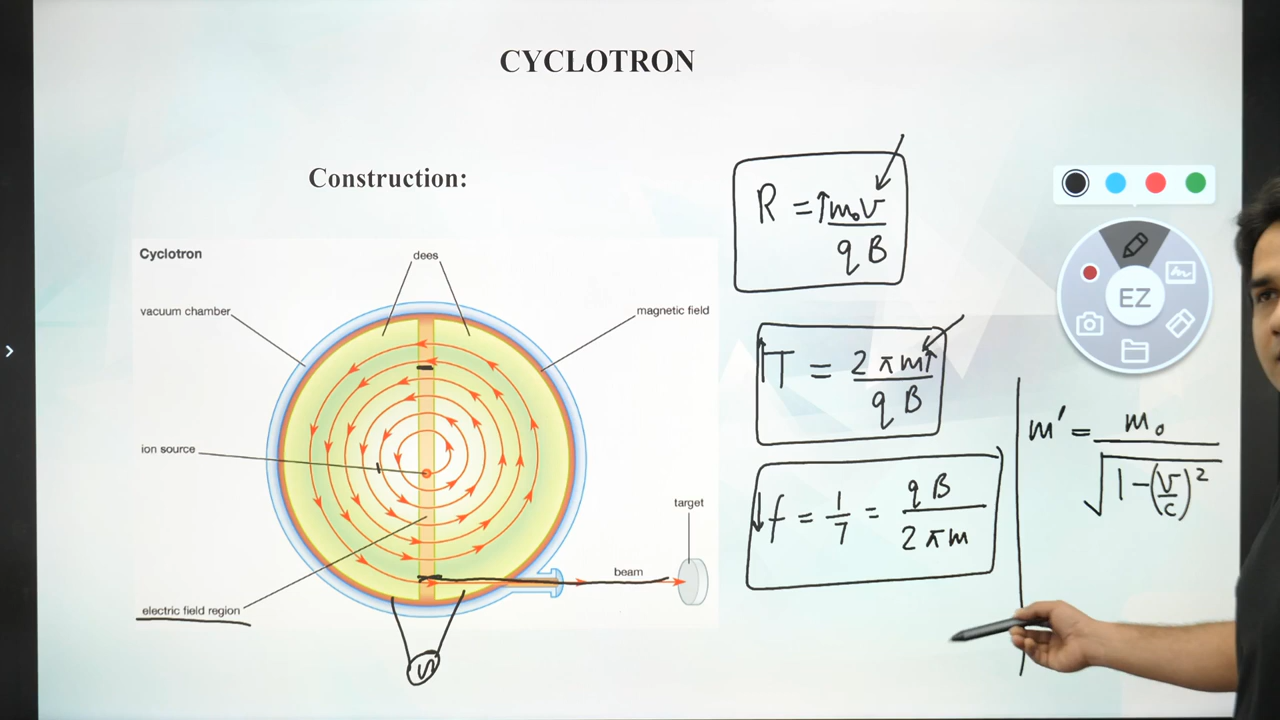 CYCLOTRON
Construction:
Cyclotron
dees
vacuum chamber
magnetic field
ion source
target
beam
electric field region
R = ↑m₀v / qB
↑T = 2πm↑ / qB
↓f = 1/T = qB / 2πm
m' = m₀ / √(1-(v/c)²)
EZ